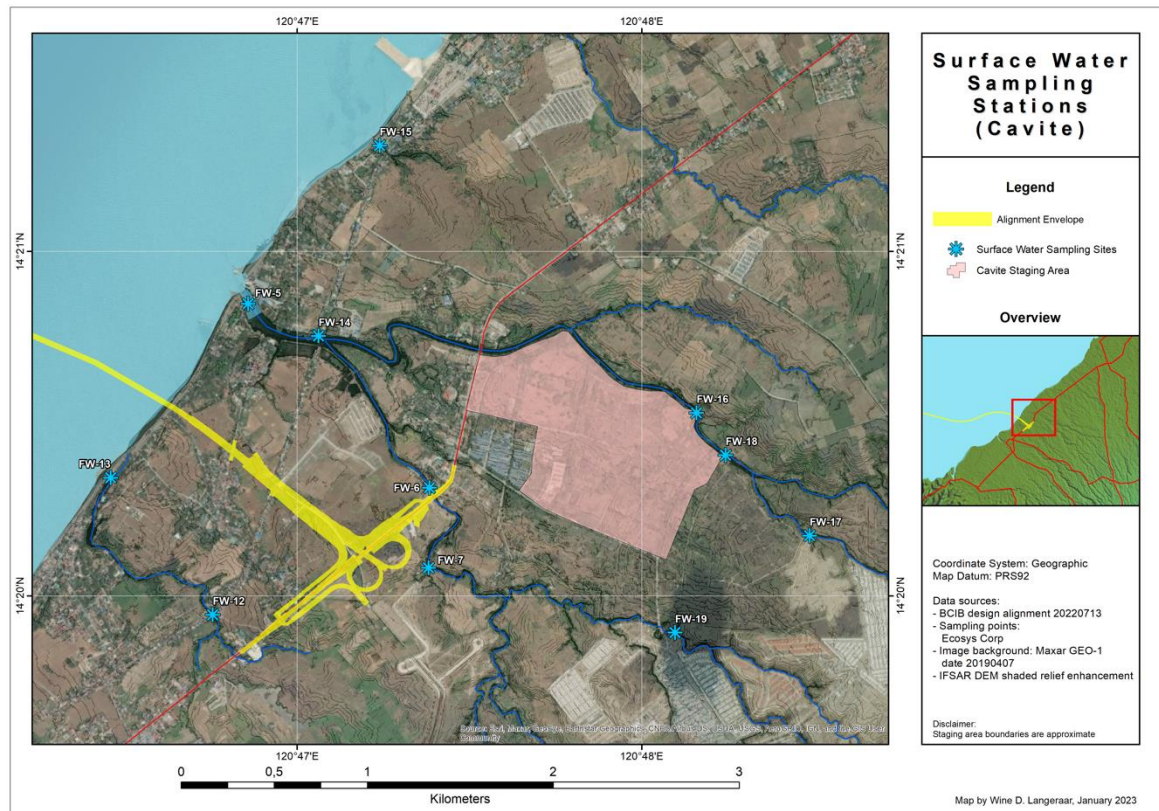 Surface Water
Sampling
Stations
(Cavite)
Legend
Alignment Envelope
Surface Water Sampling Sites
Cavite Staging Area
Overview
Coordinate System: Geographic
Map Datum: PRS92
Data sources:
- BCIB design alignment 20220713
- Sampling points:
Ecosys Corp
- Image background: Maxar GEO-1
date 20190407
- IFSAR DEM shaded relief enhancement
Disclaimer:
Staging area boundaries are approximate
120°47'E
120°48'E
FW-15
14°21'N
14°21'N
FW-5
FW-14
FW-16
FW-18
FW-13
FW-6
FW-17
FW-7
14°20'N
14°20'N
FW-12
FW-19
Community
120°47'E
120°48'E
0
0,5
1
2
3
Kilometers
Map by Wine D. Langeraar, January 2023